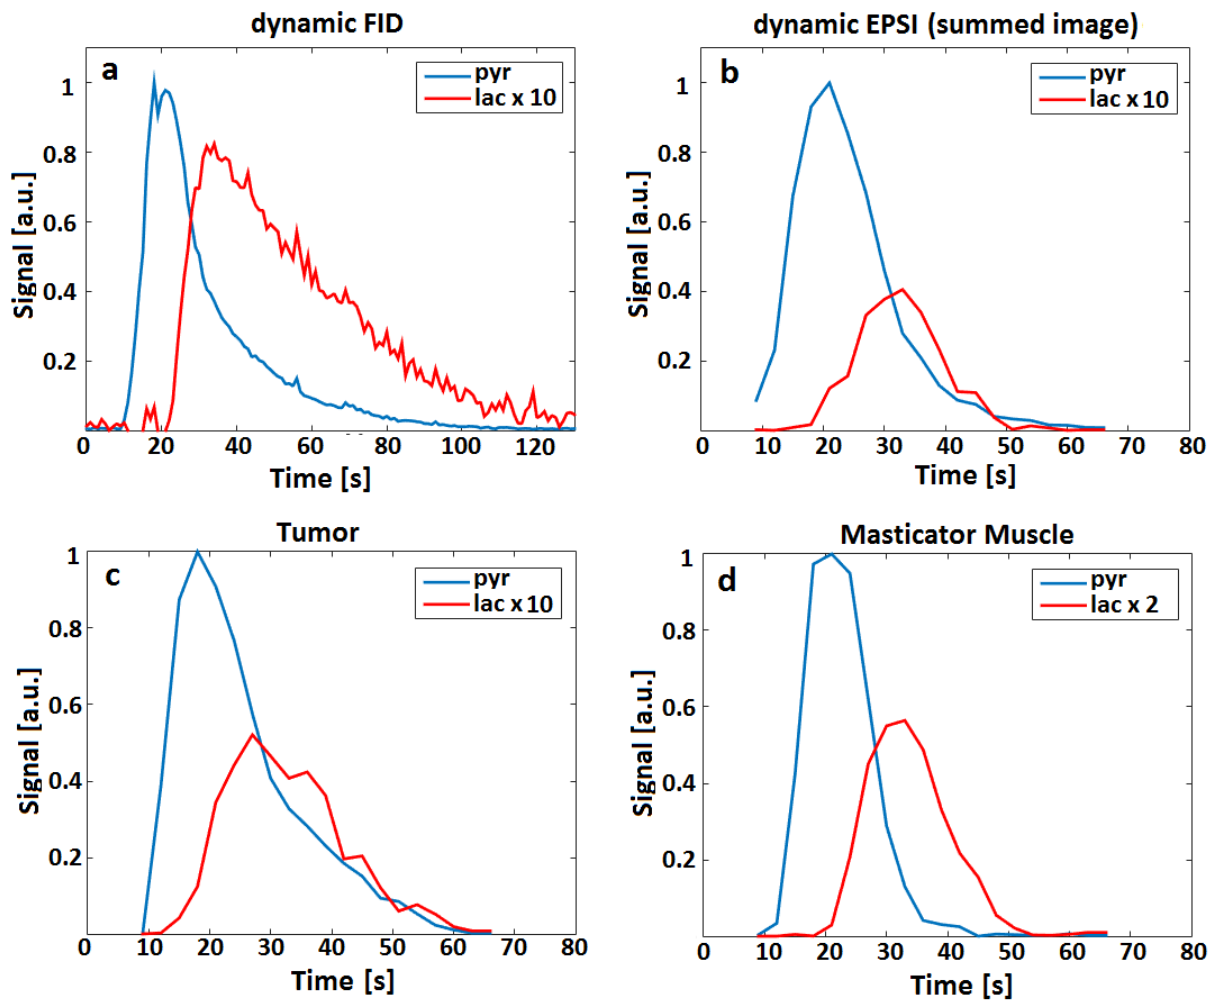 dynamic FID
a
pyr
lac x 10
1
0.8
0.6
0.4
0.2
Signal [a.u.]
0 20 40 60 80 100 120
Time [s]
dynamic EPSI (summed image)
b
pyr
lac x 10
1
0.8
0.6
0.4
0.2
Signal [a.u.]
0 10 20 30 40 50 60 70 80
Time [s]
Tumor
c
pyr
lac x 10
1
0.8
0.6
0.4
0.2
Signal [a.u.]
0 10 20 30 40 50 60 70 80
Time [s]
Masticator Muscle
d
pyr
lac x 2
1
0.8
0.6
0.4
0.2
Signal [a.u.]
0 10 20 30 40 50 60 70 80
Time [s]